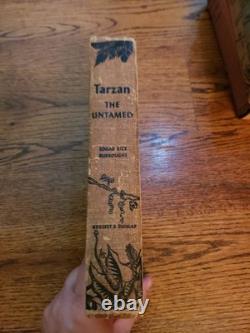 Tarzan
THE
UNTAMED
EDGAR RICE
BURROUGHS
GROSSET & DUNLAP